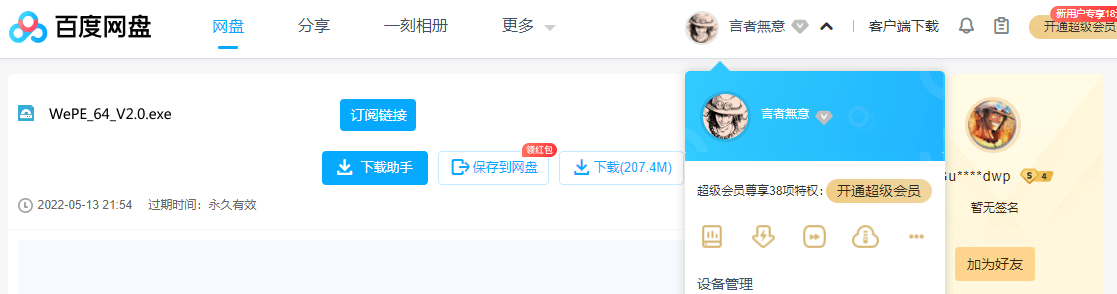 百度网盘 网盘 分享 一刻相册 更多 言者無意 客户端下载 开通超级会员
新用户专享18
WePE_64_V2.0.exe 订阅链接
言者無意
领红包
下载助手 保存到网盘 下载(207.4M)
u****dwp S 4
超级会员尊享38项特权: 开通超级会员
2022-05-13 21:54 过期时间: 永久有效
暂无签名
加为好友
设备管理